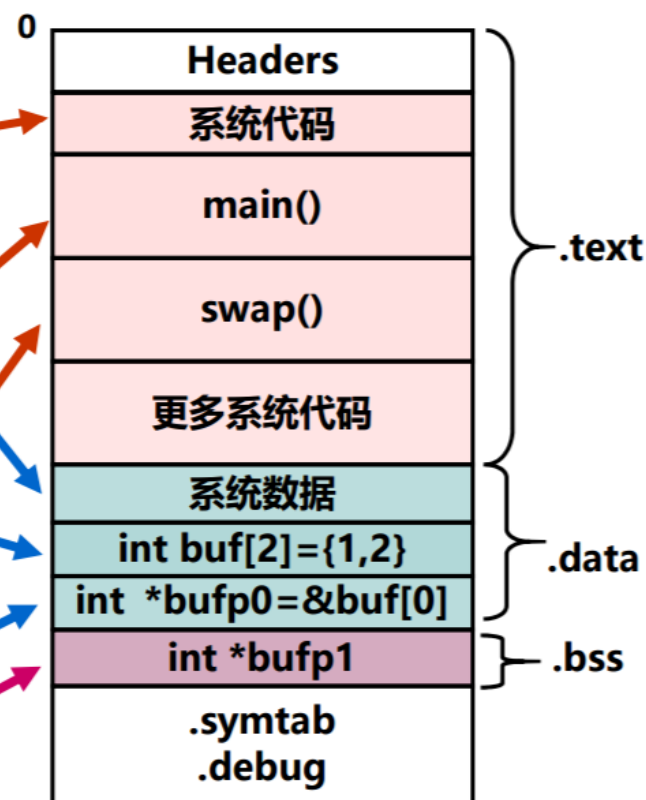 0
Headers
系统代码
main()
.text
swap()
更多系统代码
系统数据
int buf[2]={1,2}
.data
int *bufp0=&buf[0]
int *bufp1
.bss
.symtab
.debug